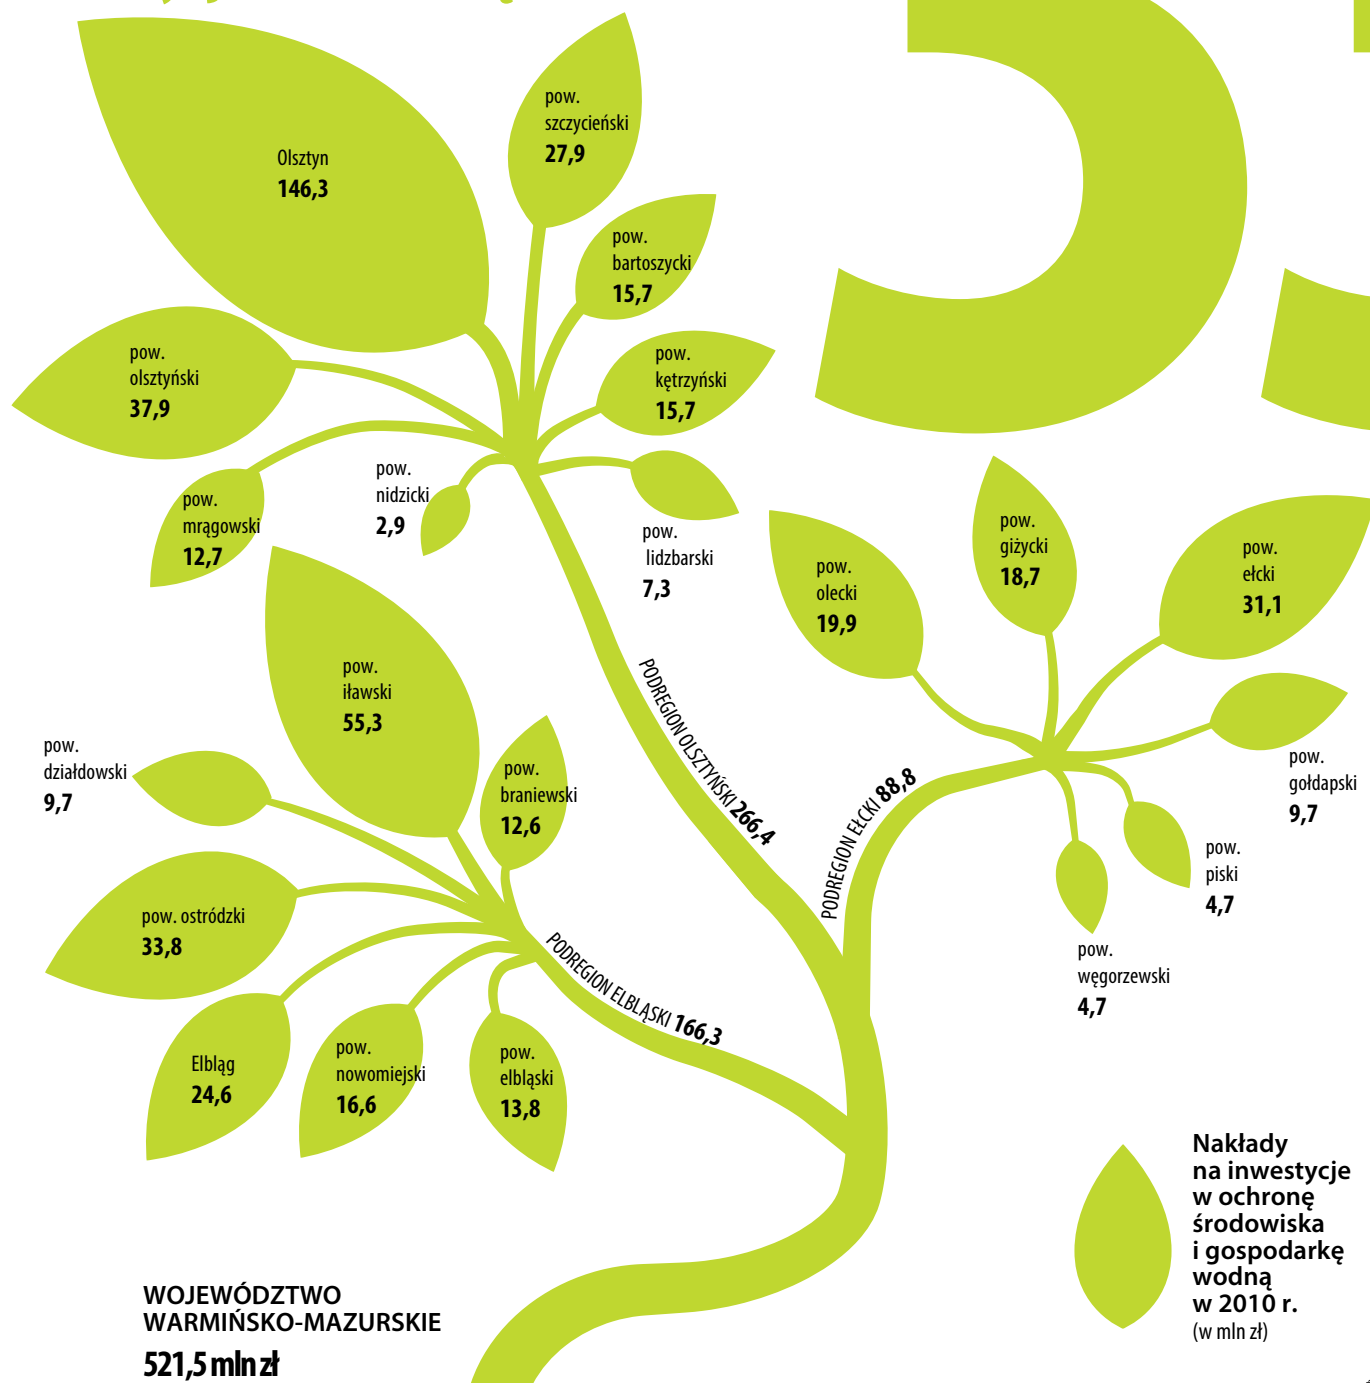 Olsztyn
146,3
pow.
szczycieński
27,9
pow.
bartoszycki
15,7
pow.
olsztyński
37,9
pow.
kętrzyński
15,7
pow.
mrągowski
12,7
pow.
nidzicki
2,9
pow.
lidzbarski
7,3
pow.
olecki
19,9
pow.
giżycki
18,7
pow.
ełcki
31,1
pow.
gołdapski
9,7
pow.
piski
4,7
pow.
węgorzewski
4,7
PODREGION OLSZTYŃSKI 266,4
PODREGION EŁCKI 88,8
pow.
iławski
55,3
pow.
działdowski
9,7
pow.
braniewski
12,6
pow. ostródzki
33,8
Elbląg
24,6
pow.
nowomiejski
16,6
pow.
elbląski
13,8
PODREGION ELBLĄSKI 166,3
Nakłady
na inwestycje
w ochronę
środowiska
i gospodarkę
wodną
w 2010 r.
(w mln zł)
WOJEWÓDZTWO
WARMIŃSKO-MAZURSKIE
521,5 mln zł